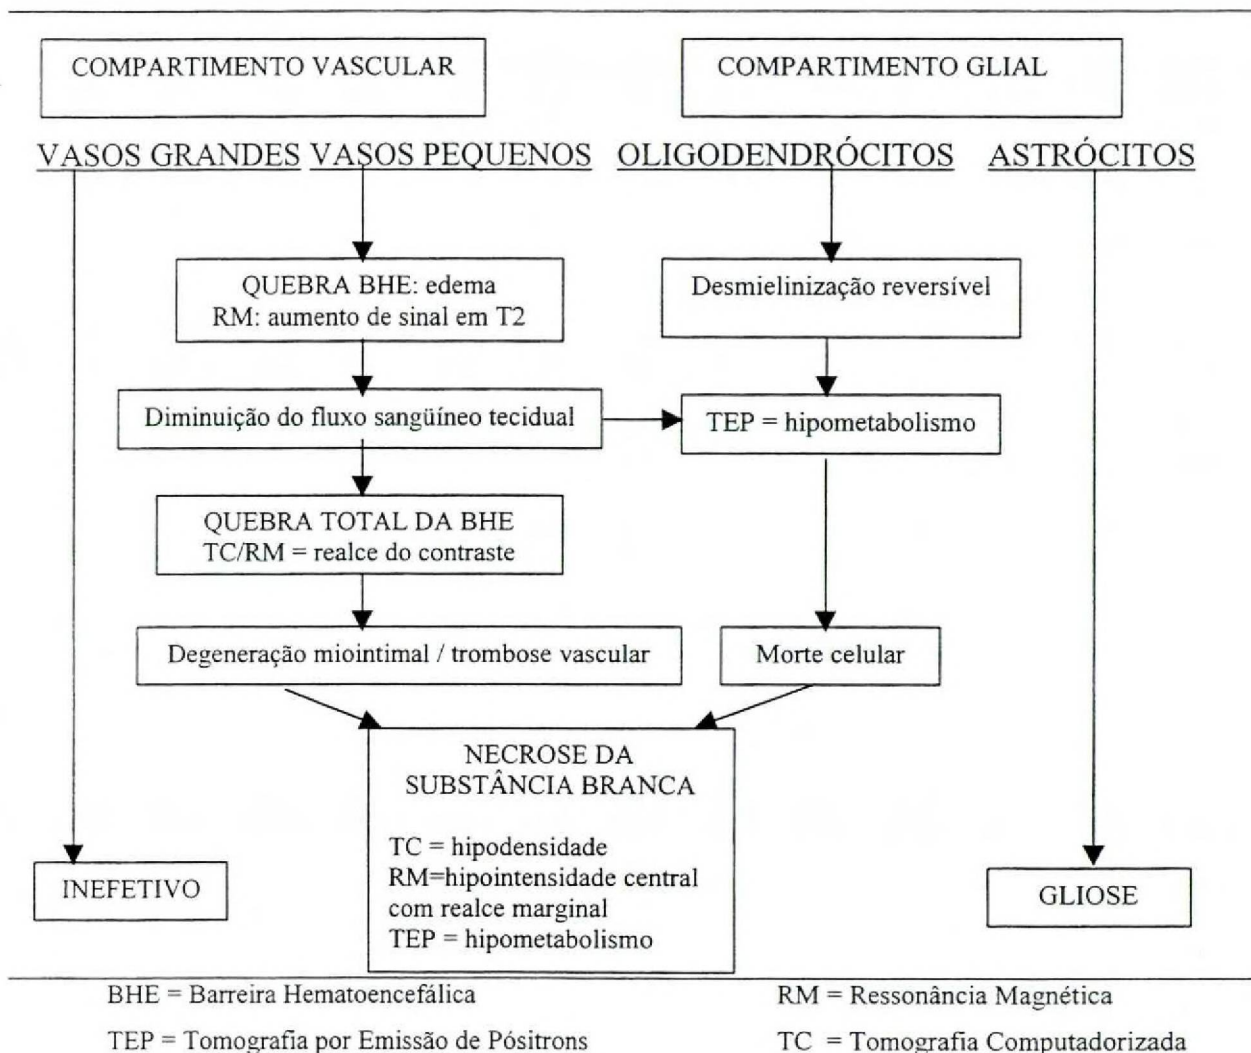 COMPARTIMENTO VASCULAR
COMPARTIMENTO GLIAL
VASOS GRANDES VASOS PEQUENOS OLIGODENDRÓCITOS ASTRÓCITOS
QUEBRA BHE: edema
RM: aumento de sinal em T2
Desmielinização reversível
Diminuição do fluxo sangüíneo tecidual
TEP = hipometabolismo
QUEBRA TOTAL DA BHE
TC/RM = realce do contraste
Degeneração miointimal / trombose vascular
Morte celular
NECROSE DA
SUBSTÂNCIA BRANCA
TC = hipodensidade
RM=hipointensidade central
com realce marginal
TEP = hipometabolismo
INEFETIVO
GLIOSE
BHE = Barreira Hematoencefálica
RM = Ressonância Magnética
TEP = Tomografia por Emissão de Pósitrons
TC = Tomografia Computadorizada